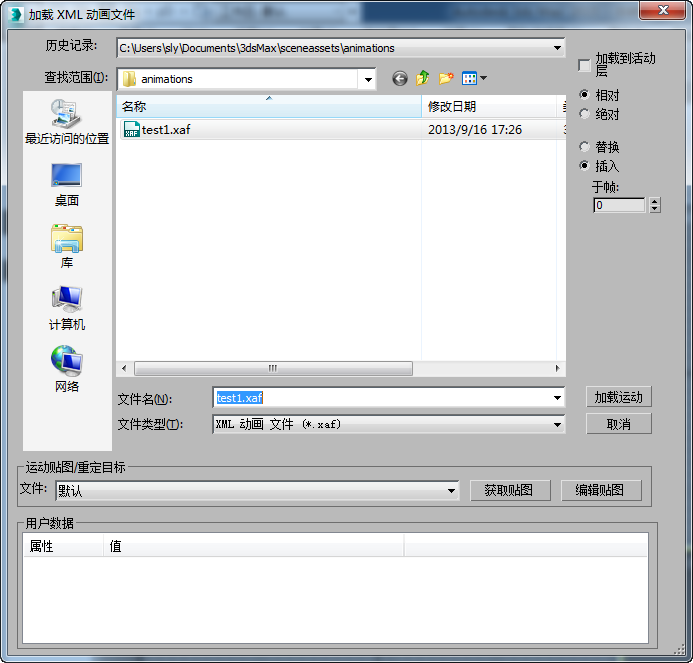 加载 XML 动画文件
历史记录:
C:\Users\sly\Documents\3dsMax\sceneassets\animations
查找范围(I):
animations
名称
修改日期
test1.xaf
2013/9/16 17:26
最近访问的位置
桌面
库
计算机
网络
加载到活动层
相对
绝对
替换
插入
于帧:
0
文件名(N):
test1.xaf
加载运动
文件类型(T):
XML 动画 文件 (*.xaf)
取消
运动贴图/重定目标
文件:
默认
获取贴图
编辑贴图
用户数据
属性
值